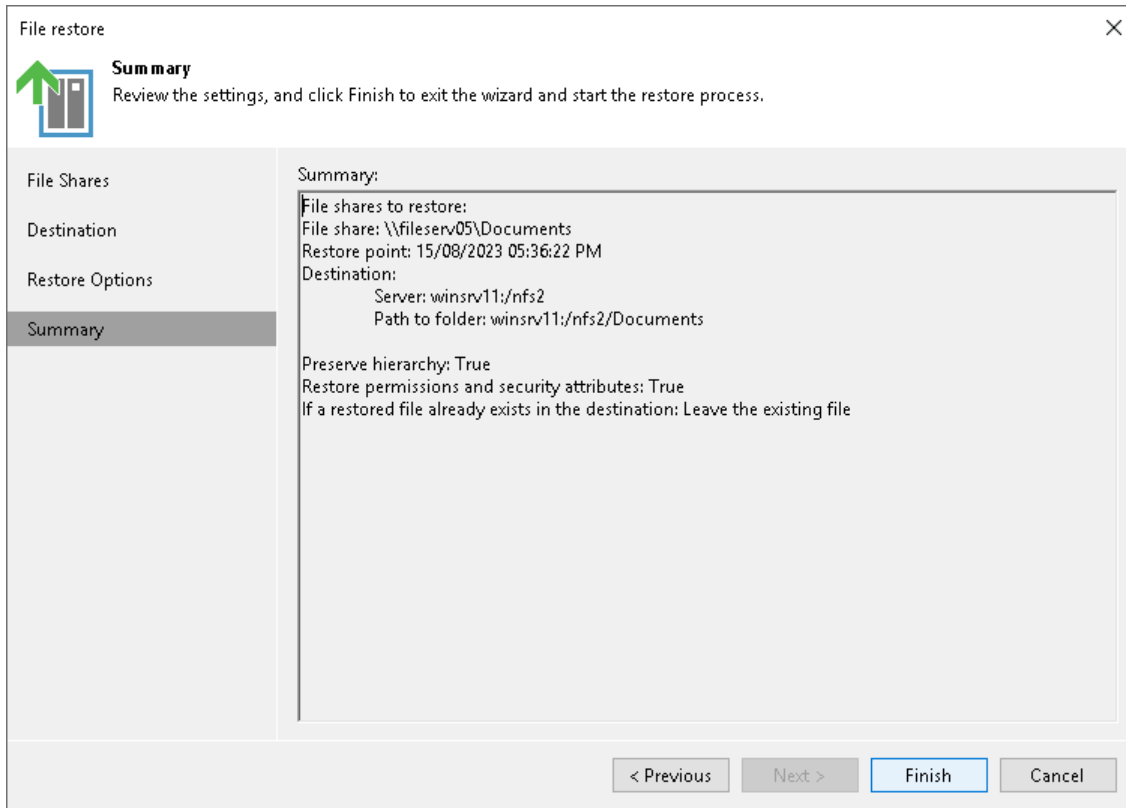 File restore
Summary
Review the settings, and click Finish to exit the wizard and start the restore process.
File Shares
Destination
Restore Options
Summary
Summary:
File shares to restore:
File share: \\fileserv05\Documents
Restore point: 15/08/2023 05:36:22 PM
Destination:
Server: winsrv11:/nfs2
Path to folder: winsrv11:/nfs2/Documents
Preserve hierarchy: True
Restore permissions and security attributes: True
If a restored file already exists in the destination: Leave the existing file
< Previous
Next >
Finish
Cancel